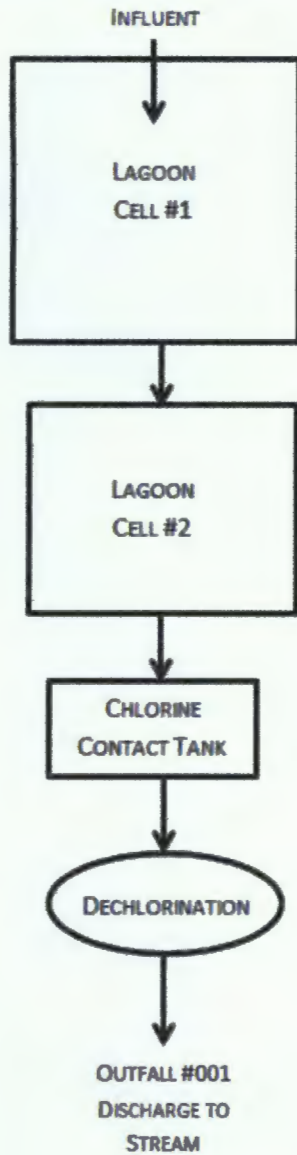 INFLUENT
LAGOON
CELL #1
LAGOON
CELL #2
CHLORINE
CONTACT TANK
DECHLORINATION
OUTFALL #001
DISCHARGE TO
STREAM